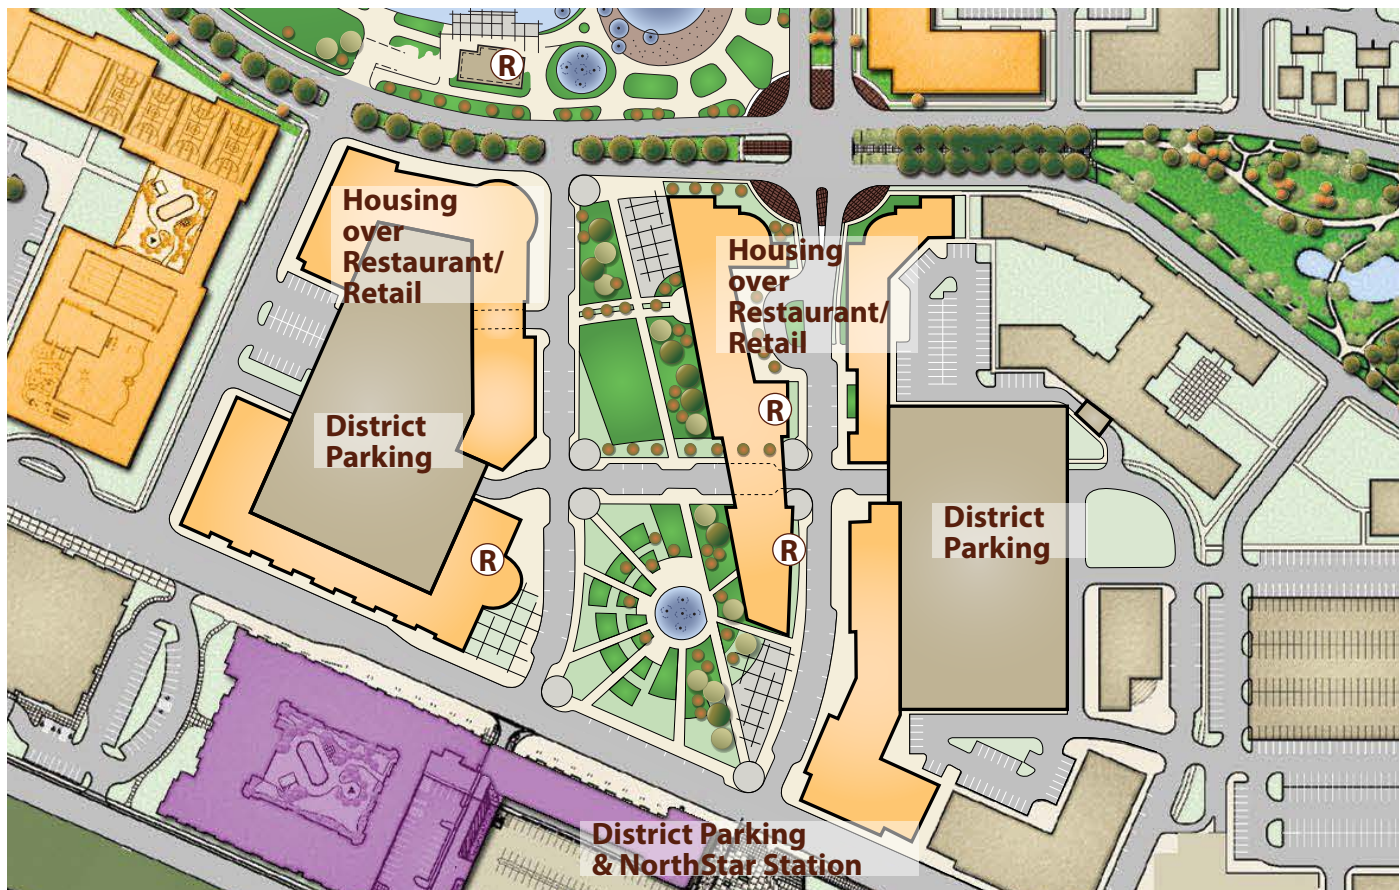 R
Housing
over
Restaurant/
Retail
Housing
over
Restaurant/
Retail
R
District
Parking
District
Parking
R
R
District Parking
& NorthStar Station